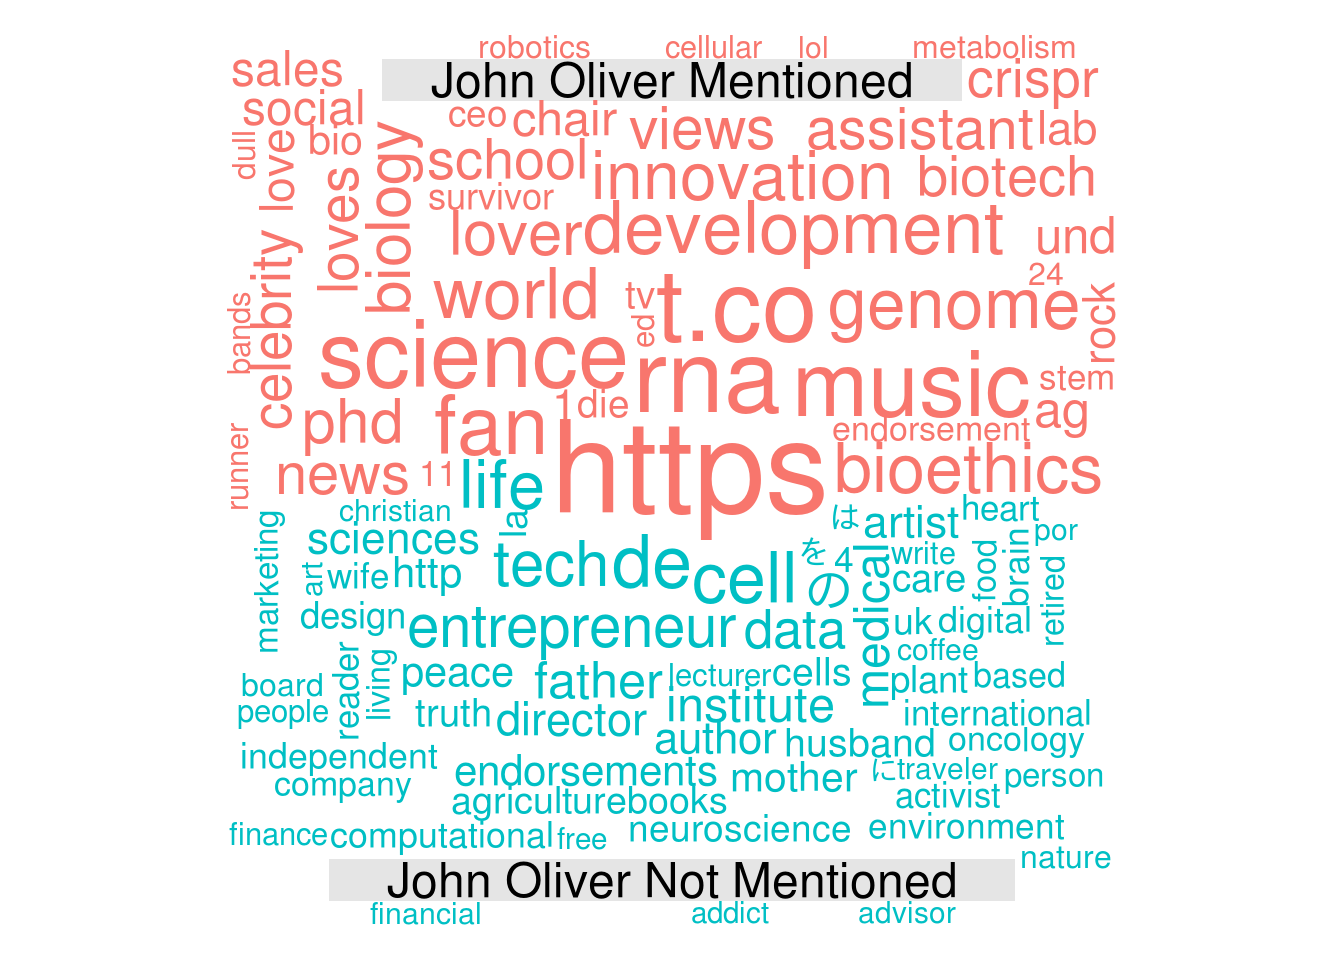 robotics cellular lol metabolism
sales John Oliver Mentioned crispr
social ceo chair views assistant lab
dull love bio biology school innovation biotech
loves survivor
lover development und
celebrity world tv t.co genome 24
bands science ed rna music rock
stem
phd fan 1 die ag
endorsement
runner news 11 life https bioethics
christian la は artist heart por
sciences tech de cell を 4 write
marketing art wife http の medical care food brain retired
design entrepreneur data uk digital
coffee
reader living peace father lecturer cells plant based
board
people truth director institute international
author husband oncology
independent endorsements mother に traveler person
company agriculture books activist
finance computational free neuroscience environment
nature
John Oliver Not Mentioned
financial addict advisor